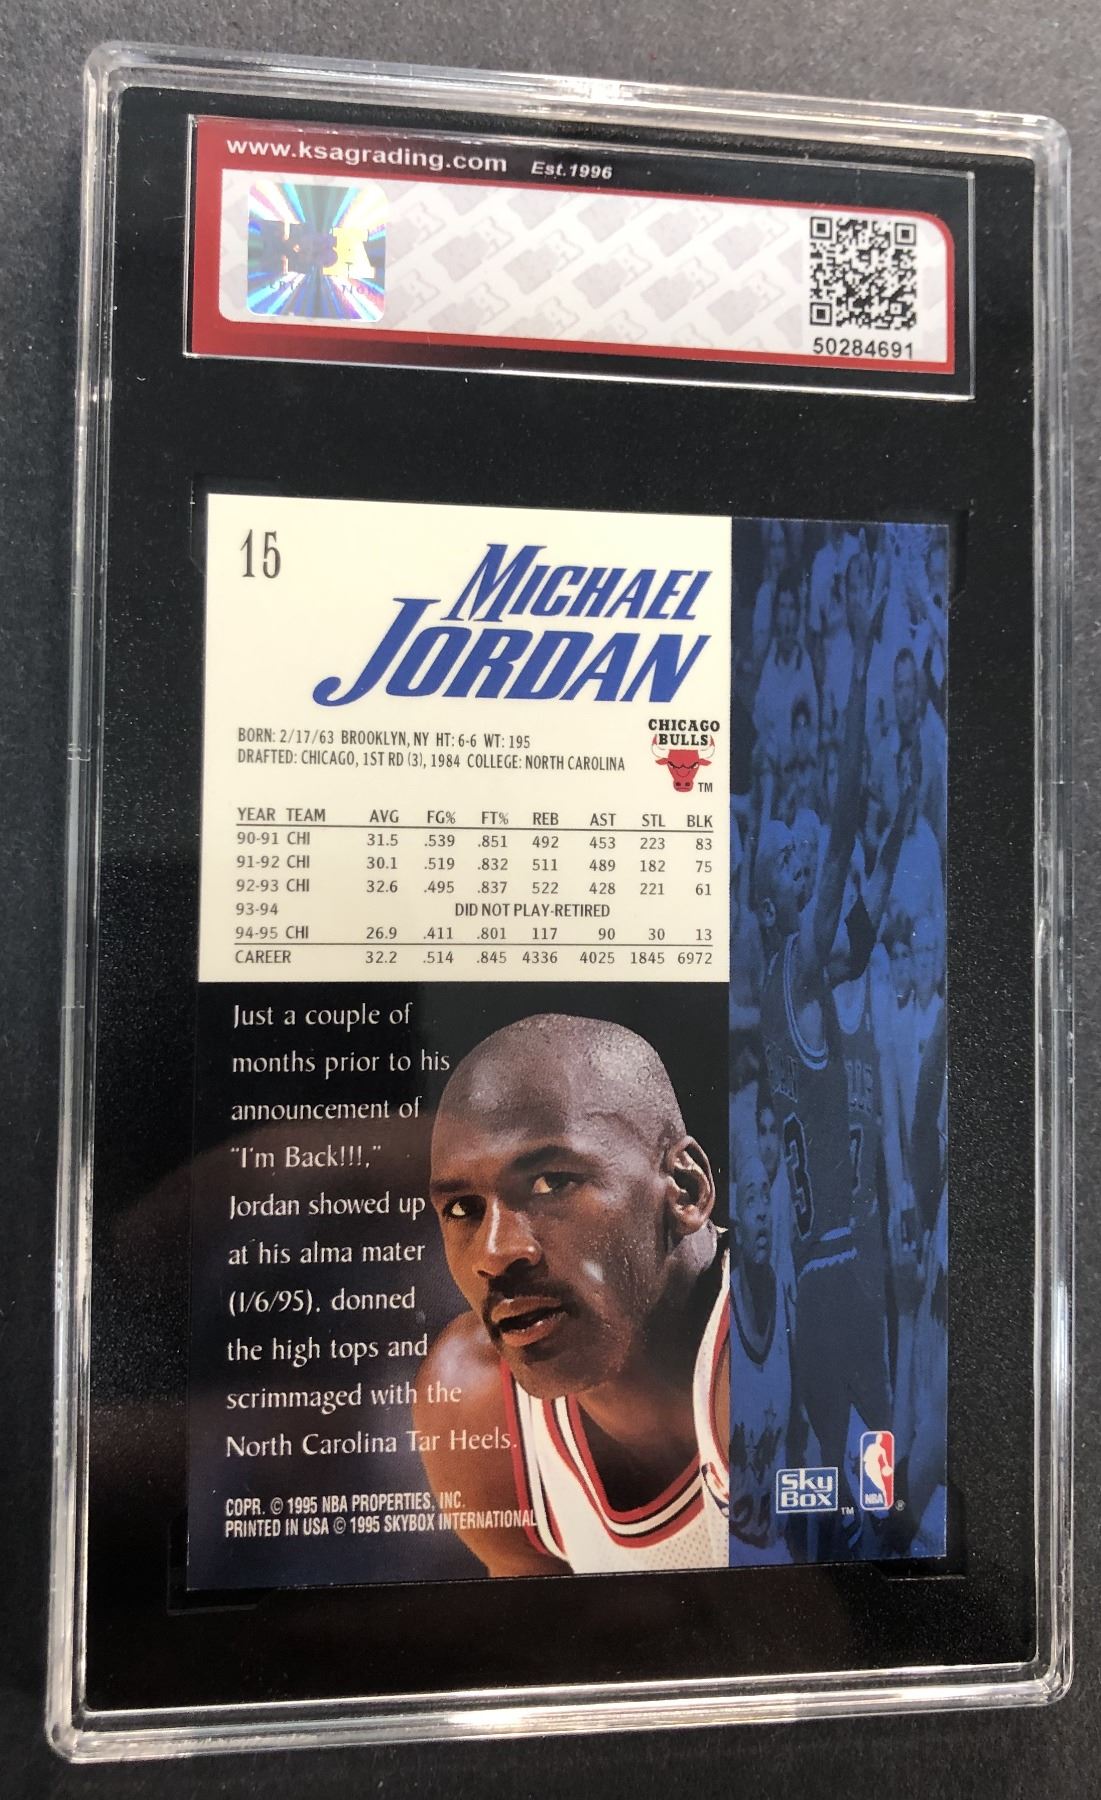 www.ksagrading.com Est.1996
KSA
50284691
15
MICHAEL
JORDAN
BORN: 2/17/63 BROOKLYN, NY HT: 6-6 WT: 195
DRAFTED: CHICAGO, 1ST RD (3), 1984 COLLEGE: NORTH CAROLINA
CHICAGO
BULLS
TM
YEAR TEAM AVG FG% FT% REB AST STL BLK
90-91 CHI 31.5 .539 .851 492 453 223 83
91-92 CHI 30.1 .519 .832 511 489 182 75
92-93 CHI 32.6 .495 .837 522 428 221 61
93-94 DID NOT PLAY-RETIRED
94-95 CHI 26.9 .411 .801 117 90 30 13
CAREER 32.2 .514 .845 4336 4025 1845 6972
Just a couple of
months prior to his
announcement of
"I'm Back!!!,"
Jordan showed up
at his alma mater
(1/6/95), donned
the high tops and
scrimmaged with the
North Carolina Tar Heels.
COPR. © 1995 NBA PROPERTIES, INC.
PRINTED IN USA © 1995 SKYBOX INTERNATIONAL
SkyBox
TM
NBA
®